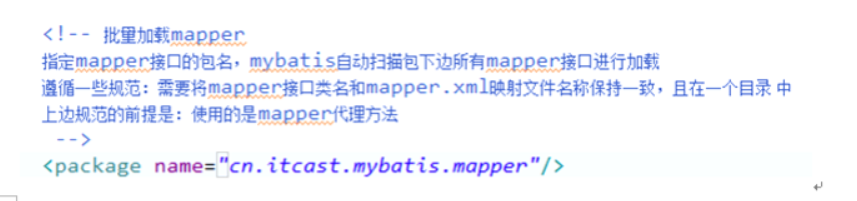 <!-- 批量加载mapper
指定mapper接口的包名，mybatis自动扫描包下边所有mapper接口进行加载
遵循一些规范：需要将mapper接口类名和mapper.xml映射文件名称保持一致，且在一个目录 中
上边规范的前提是：使用的是mapper代理方法
-->
<package name="cn.itcast.mybatis.mapper"/>